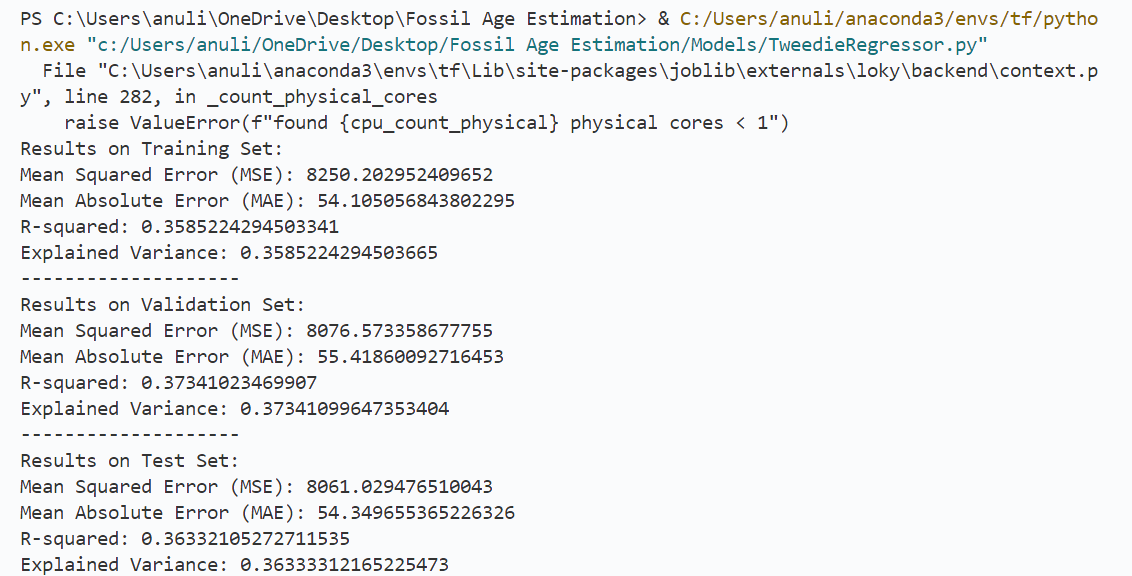 PS C:\Users\anuli\OneDrive\Desktop\Fossil Age Estimation> & C:/Users/anuli/anaconda3/envs/tf/pytho
n.exe "c:/Users/anuli/OneDrive/Desktop/Fossil Age Estimation/Models/TweedieRegressor.py"
  File "C:\Users\anuli\anaconda3\envs\tf\Lib\site-packages\joblib\externals\loky\backend\context.p
y", line 282, in _count_physical_cores
    raise ValueError(f"found {cpu_count_physical} physical cores < 1")
Results on Training Set:
Mean Squared Error (MSE): 8250.202952409652
Mean Absolute Error (MAE): 54.105056843802295
R-squared: 0.3585224294503341
Explained Variance: 0.3585224294503665
--------------------
Results on Validation Set:
Mean Squared Error (MSE): 8076.573358677755
Mean Absolute Error (MAE): 55.41860092716453
R-squared: 0.37341023469907
Explained Variance: 0.37341099647353404
--------------------
Results on Test Set:
Mean Squared Error (MSE): 8061.029476510043
Mean Absolute Error (MAE): 54.349655365226326
R-squared: 0.36332105272711535
Explained Variance: 0.36333312165225473